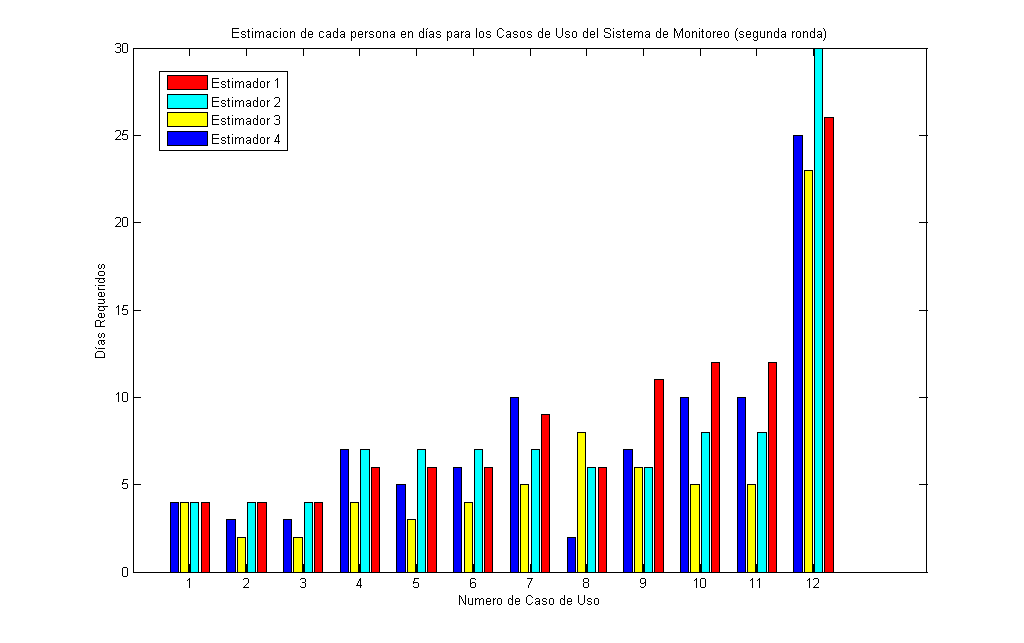 Estimacion de cada persona en días para los Casos de Uso del Sistema de Monitoreo (segunda ronda)
30
25
20
15
10
5
0
Días Requeridos
Estimador 1
Estimador 2
Estimador 3
Estimador 4
1 2 3 4 5 6 7 8 9 10 11 12
Numero de Caso de Uso